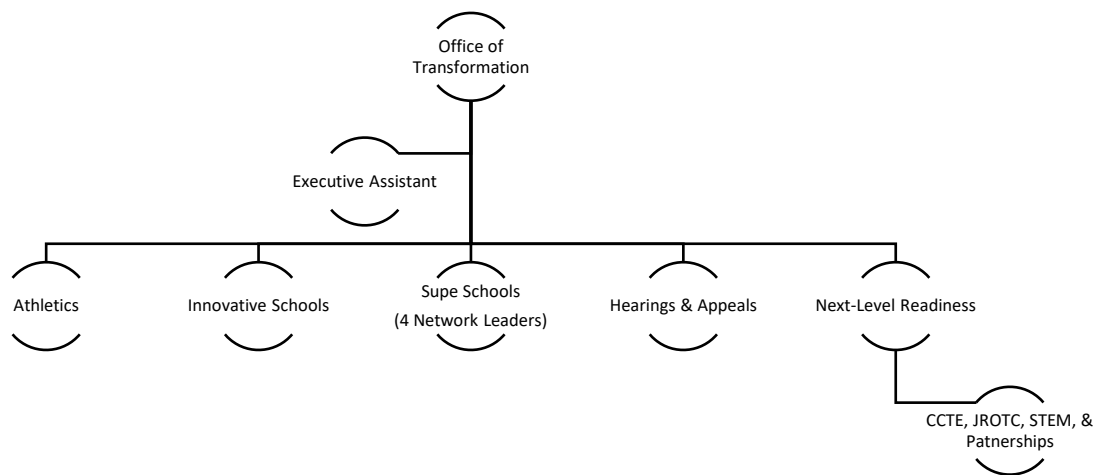 Office of
Transformation
Executive Assistant
Athletics
Innovative Schools
Supe Schools
(4 Network Leaders)
Hearings & Appeals
Next-Level Readiness
CCTE, JROTC, STEM, &
Patnerships